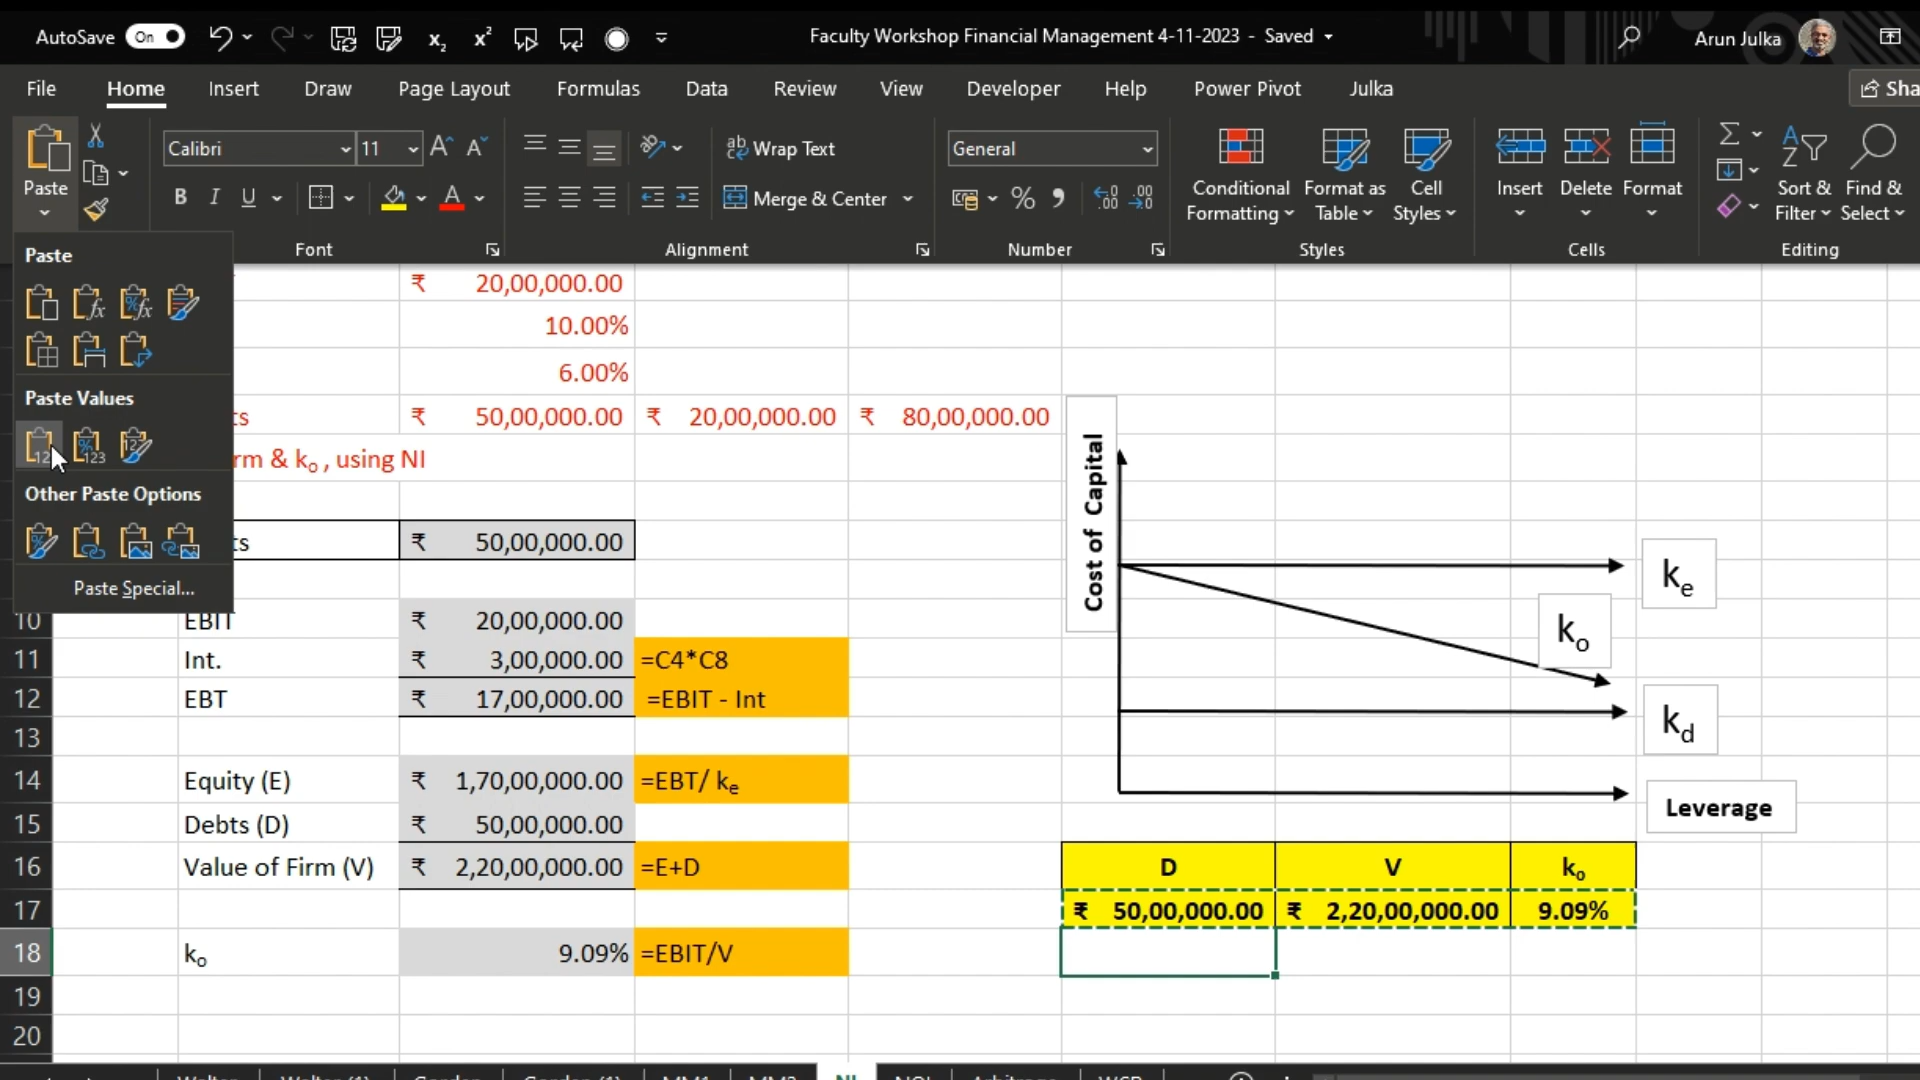 AutoSave On Faculty Workshop Financial Management 4-11-2023 - Saved Arun Julka
File Home Insert Draw Page Layout Formulas Data Review View Developer Help Power Pivot Julka Sha
Paste Calibri 11 Wrap Text General Conditional Formatting Format as Table Cell Styles Insert Delete Format Sort & Filter Find & Select
B I U Merge & Center
Font Alignment Number Styles Cells Editing
Paste
Paste Values
Other Paste Options
Paste Special...
₹ 20,00,000.00
10.00%
6.00%
ts ₹ 50,00,000.00 ₹ 20,00,000.00 ₹ 80,00,000.00
rm & kₒ , using NI
ts ₹ 50,00,000.00
10 EBIT ₹ 20,00,000.00
11 Int. ₹ 3,00,000.00 =C4*C8
12 EBT ₹ 17,00,000.00 =EBIT - Int
13
14 Equity (E) ₹ 1,70,00,000.00 =EBT/ kₑ
15 Debts (D) ₹ 50,00,000.00
16 Value of Firm (V) ₹ 2,20,00,000.00 =E+D
17
18 kₒ 9.09% =EBIT/V
19
20
Cost of Capital
kₑ
kₒ
k_d
Leverage
D V kₒ
₹ 50,00,000.00 ₹ 2,20,00,000.00 9.09%